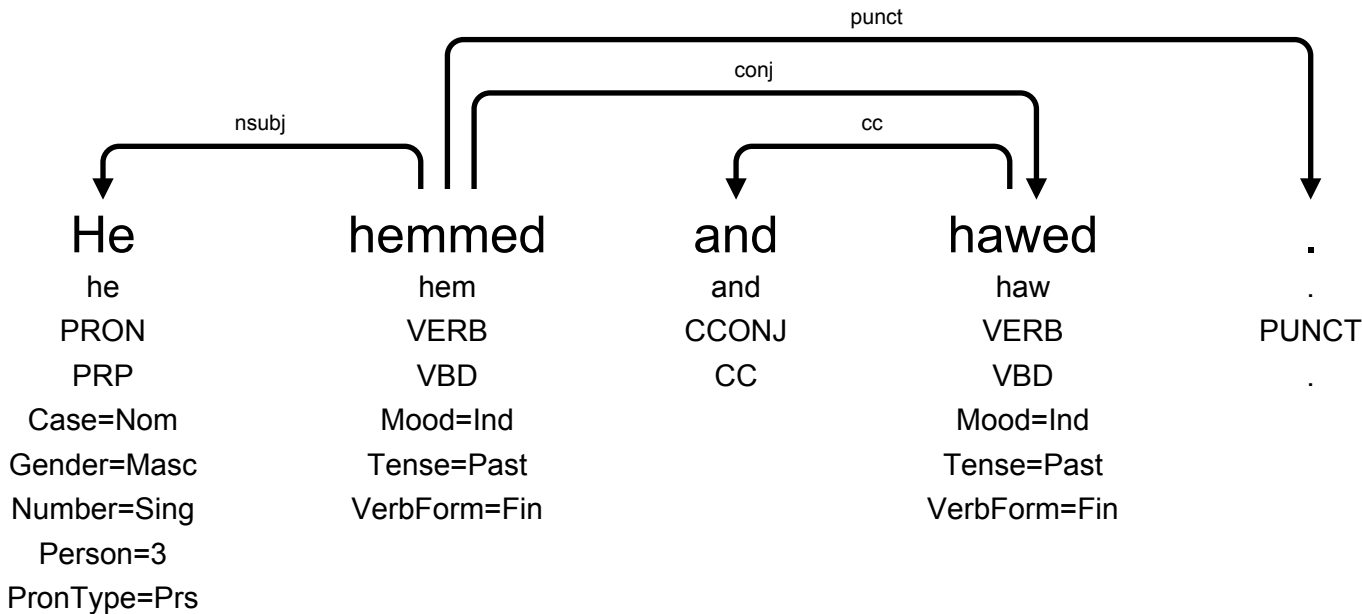 punct
conj
nsubj cc
He hemmed and hawed .
he hem and haw .
PRON VERB CCONJ VERB PUNCT
PRP VBD CC VBD .
Case=Nom Mood=Ind Mood=Ind
Gender=Masc Tense=Past Tense=Past
Number=Sing VerbForm=Fin VerbForm=Fin
Person=3
PronType=Prs